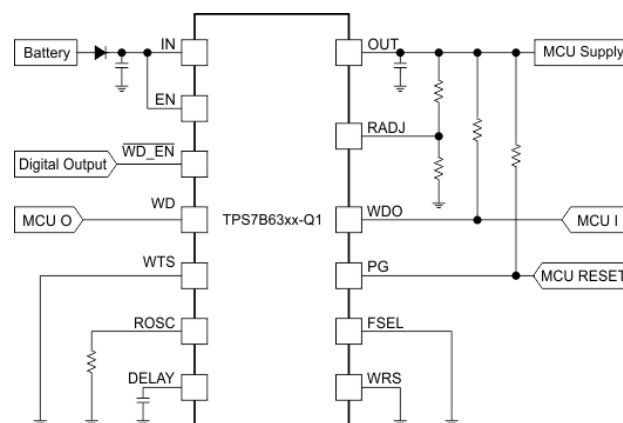 Battery
IN
OUT
MCU Supply
EN
RADJ
WD_EN
Digital Output
WD
MCU O
TPS7B63xx-Q1
WDO
MCU I
WTS
PG
MCU RESET
ROSC
FSEL
DELAY
WRS